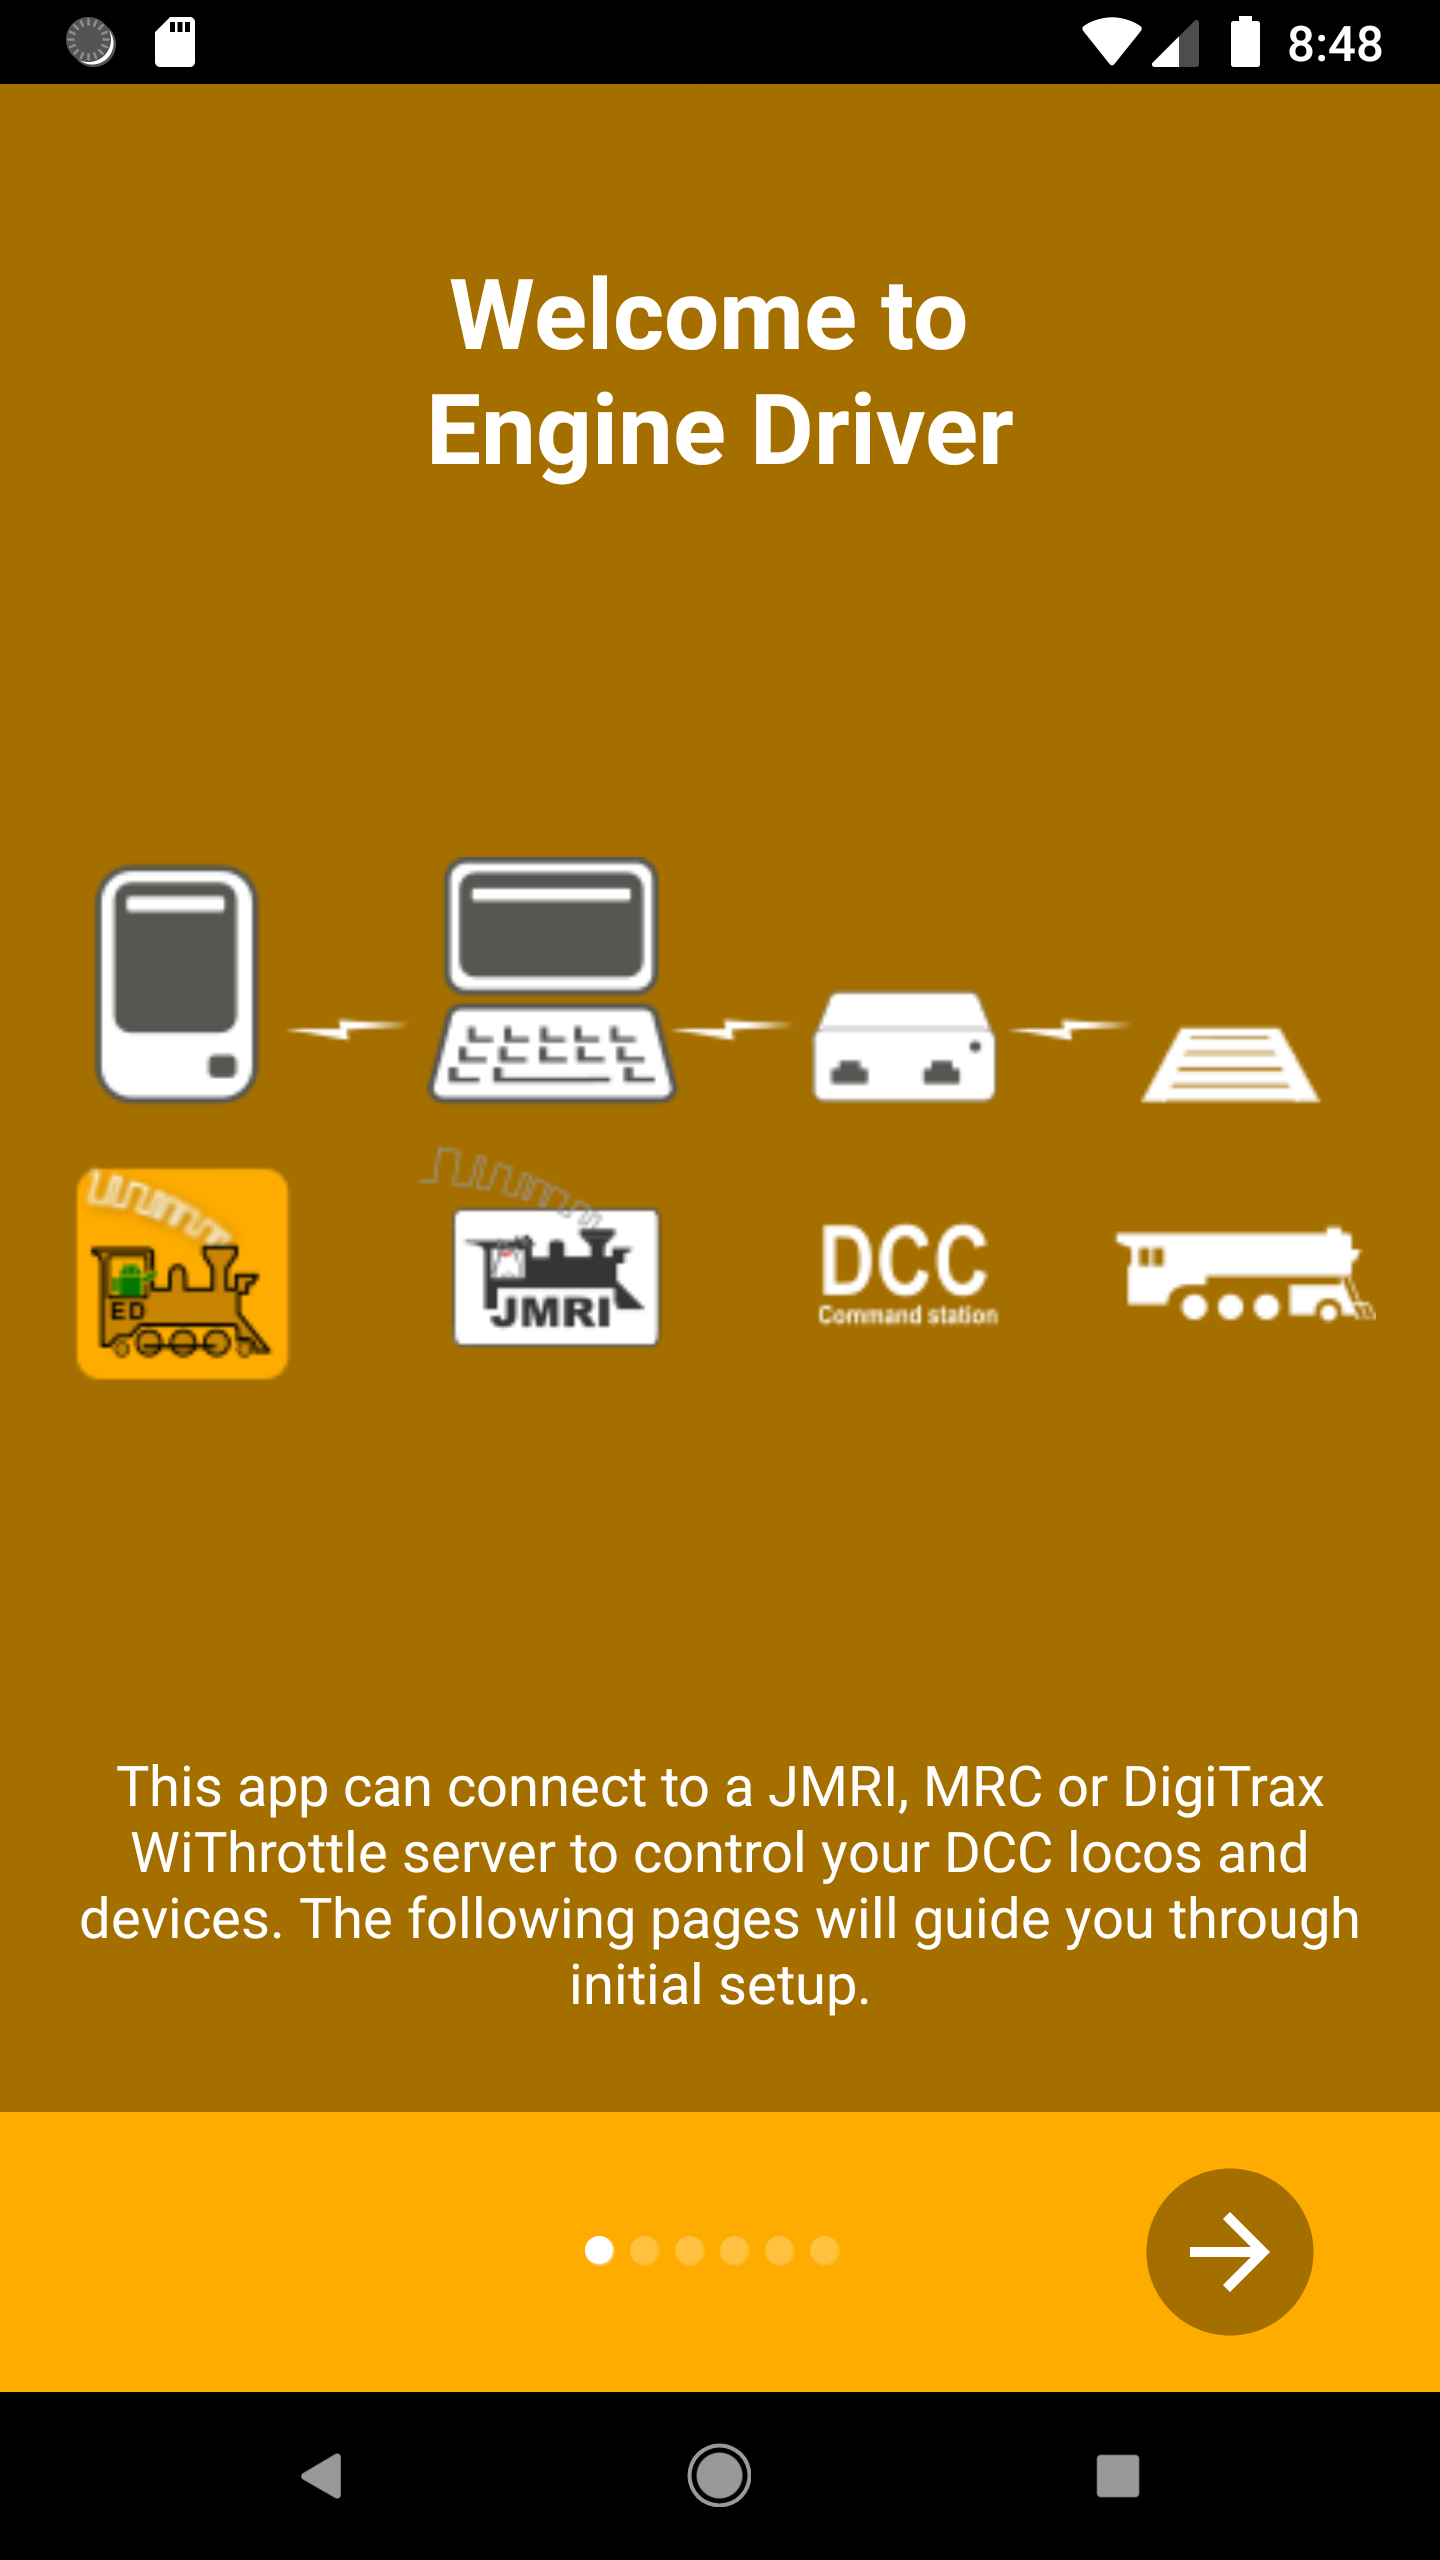 8:48
Welcome to
Engine Driver
ED
JMRI
DCC
Command station
This app can connect to a JMRI, MRC or DigiTrax
WiThrottle server to control your DCC locos and
devices. The following pages will guide you through
initial setup.